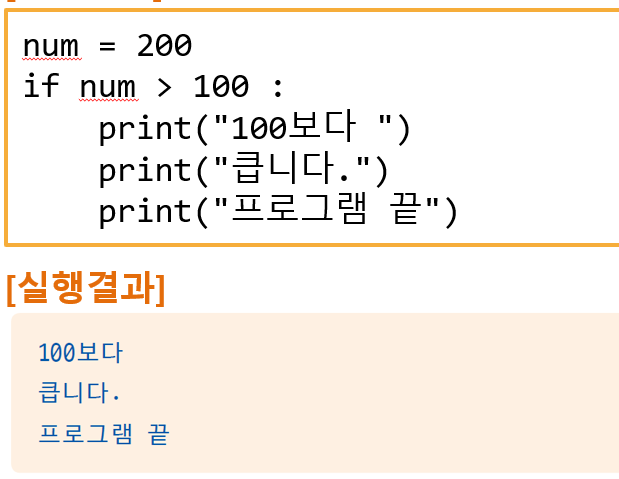 num = 200
if num > 100 :
    print("100보다 ")
    print("큽니다.")
    print("프로그램 끝")
[실행결과]
100보다
큽니다.
프로그램 끝